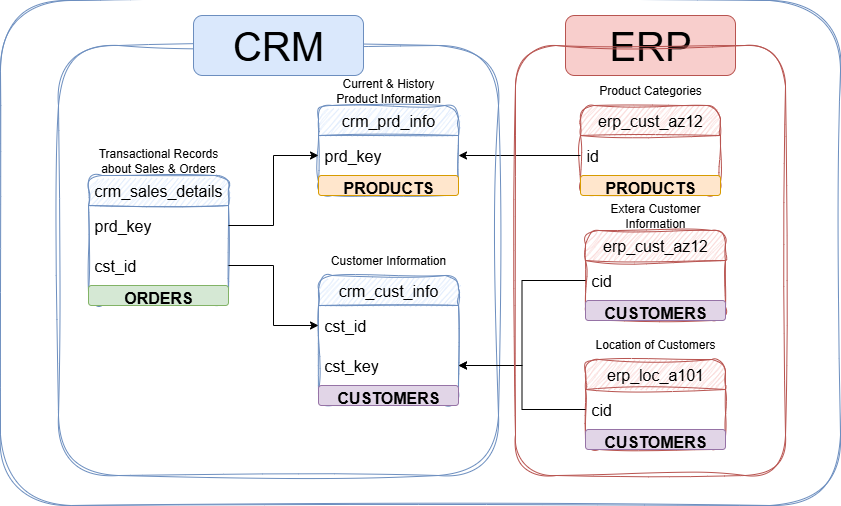 CRM
ERP
Current & History
Product Information
crm_prd_info
prd_key
PRODUCTS
Transactional Records
about Sales & Orders
crm_sales_details
prd_key
cst_id
ORDERS
Customer Information
crm_cust_info
cst_id
cst_key
CUSTOMERS
Product Categories
erp_cust_az12
id
PRODUCTS
Extera Customer
Information
erp_cust_az12
cid
CUSTOMERS
Location of Customers
erp_loc_a101
cid
CUSTOMERS